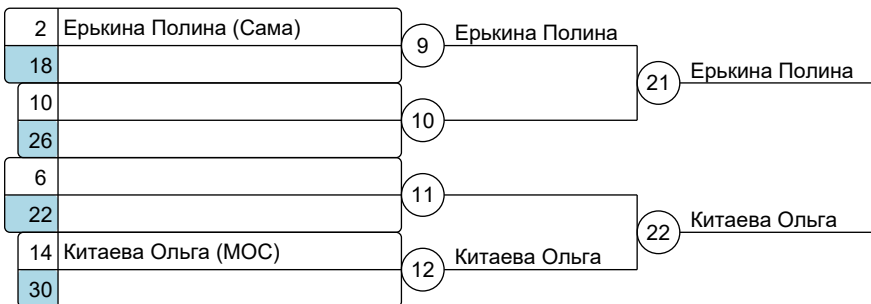 2 Ерькина Полина (Сама)
18
9 Ерькина Полина
21 Ерькина Полина
10
26
10
6
22
11
22 Китаева Ольга
14 Китаева Ольга (МОС)
30
12 Китаева Ольга